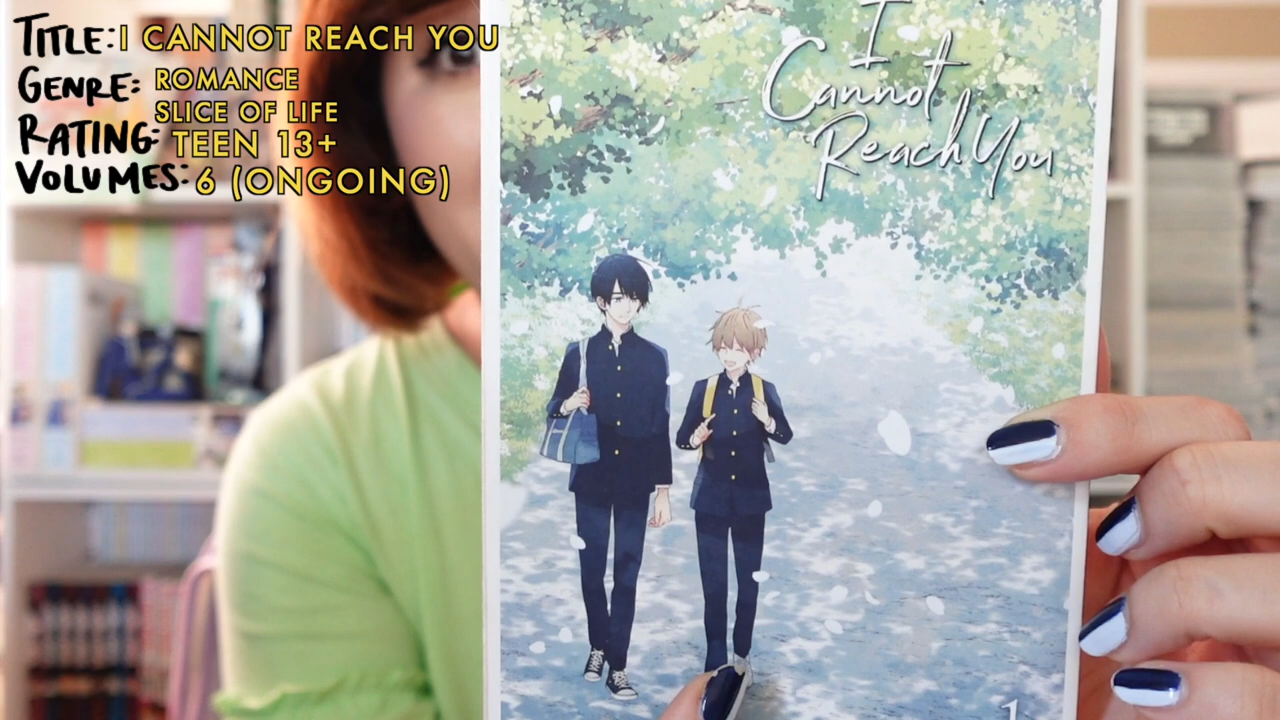 TITLE: I CANNOT REACH YOU
GENRE: ROMANCE
SLICE OF LIFE
RATING: TEEN 13+
VOLUMES: 6 (ONGOING)
I
Cannot
Reach You
1